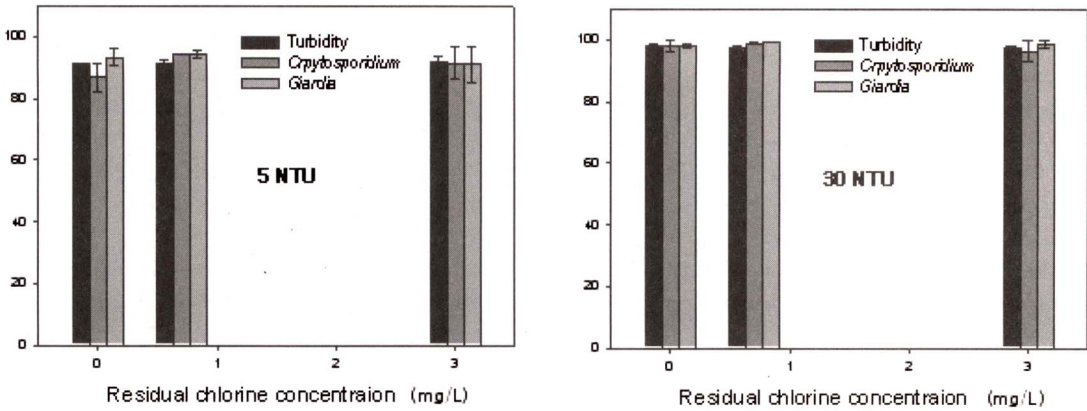 100
80
60
40
20
0
Turbidity
Crpytosporidium
Giardia
5 NTU
0 1 2 3
Residual chlorine concentraion (mg/L)
100
80
60
40
20
0
Turbidity
Crpytosporidium
Giardia
30 NTU
0 1 2 3
Residual chlorine concentraion (mg/L)